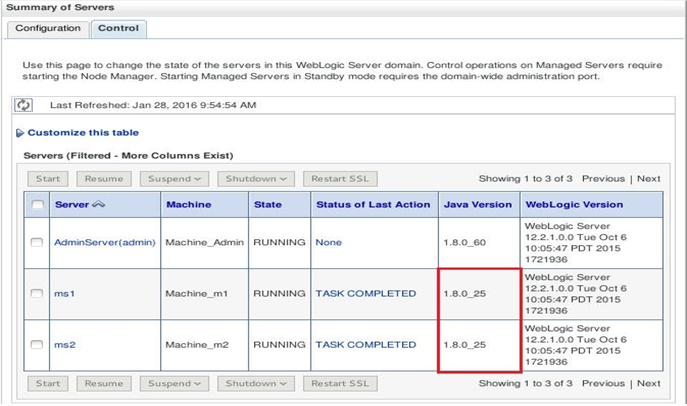 Summary of Servers
Configuration Control
Use this page to change the state of the servers in this WebLogic Server domain. Control operations on Managed Servers require
starting the Node Manager. Starting Managed Servers in Standby mode requires the domain-wide administration port.
Last Refreshed: Jan 28, 2016 9:54:54 AM
Customize this table
Servers (Filtered - More Columns Exist)
Start Resume Suspend Shutdown Restart SSL Showing 1 to 3 of 3 Previous | Next
Server Machine State Status of Last Action Java Version WebLogic Version
AdminServer(admin) Machine_Admin RUNNING None 1.8.0_60
WebLogic Server
12.2.1.0.0 Tue Oct 6
10:05:47 PDT 2015
1721936
ms1 Machine_m1 RUNNING TASK COMPLETED 1.8.0_25
WebLogic Server
12.2.1.0.0 Tue Oct 6
10:05:47 PDT 2015
1721936
ms2 Machine_m2 RUNNING TASK COMPLETED 1.8.0_25
WebLogic Server
12.2.1.0.0 Tue Oct 6
10:05:47 PDT 2015
1721936
Start Resume Suspend Shutdown Restart SSL Showing 1 to 3 of 3 Previous | Next